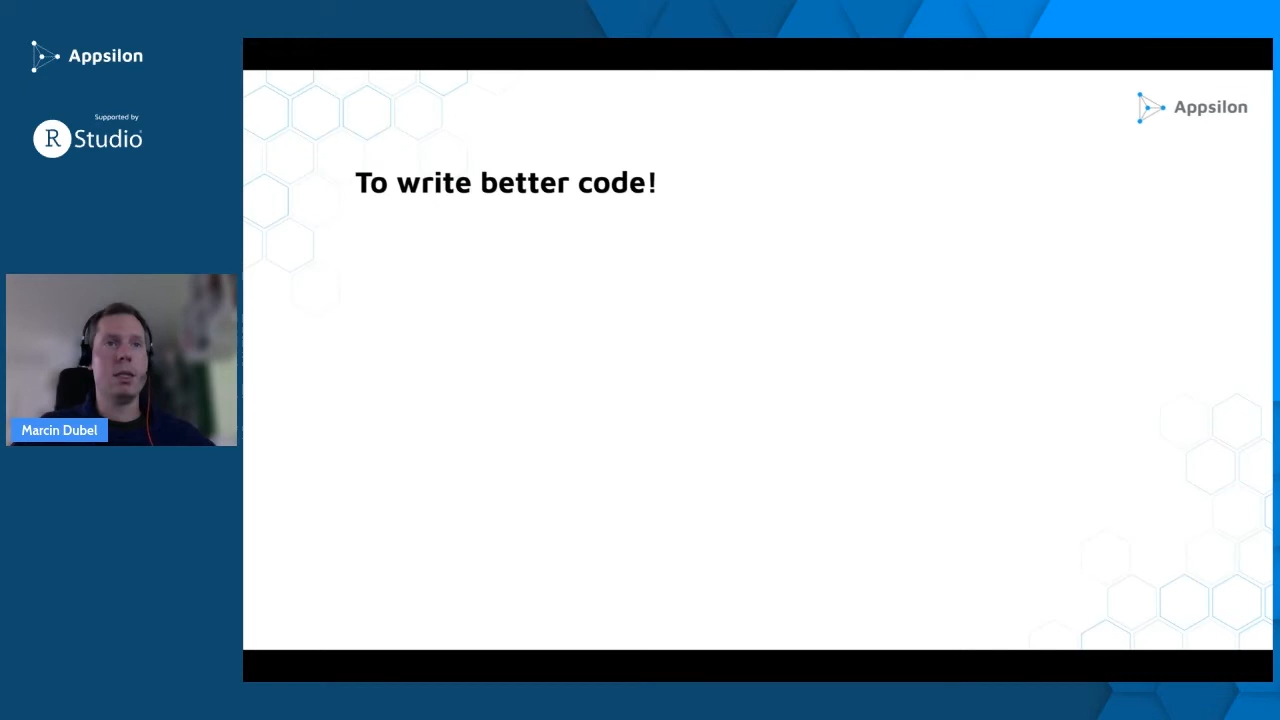 Appsilon
Supported by
R Studio
Appsilon
To write better code!
Marcin Dubel